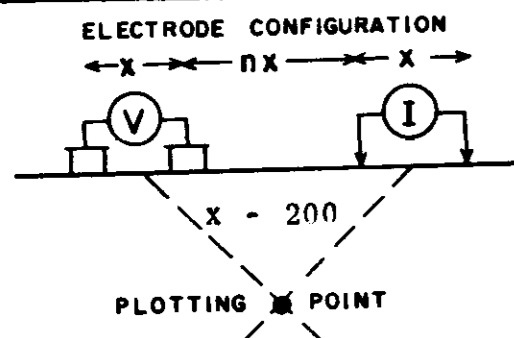 ELECTRODE CONFIGURATION
x nx x
V I
x - 200
PLOTTING POINT